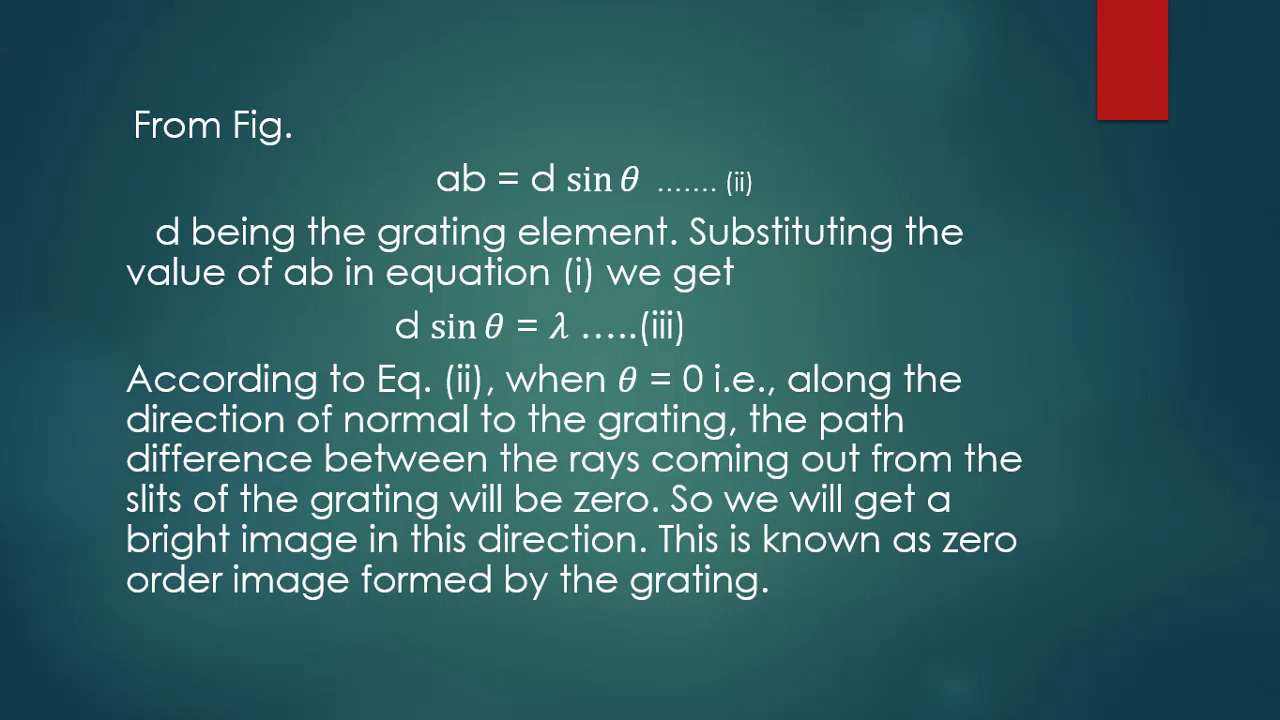 From Fig.
ab = d sin 𝜃 ……. (ii)
d being the grating element. Substituting the
value of ab in equation (i) we get
d sin 𝜃 = 𝜆 …..(iii)
According to Eq. (ii), when 𝜃 = 0 i.e., along the
direction of normal to the grating, the path
difference between the rays coming out from the
slits of the grating will be zero. So we will get a
bright image in this direction. This is known as zero
order image formed by the grating.